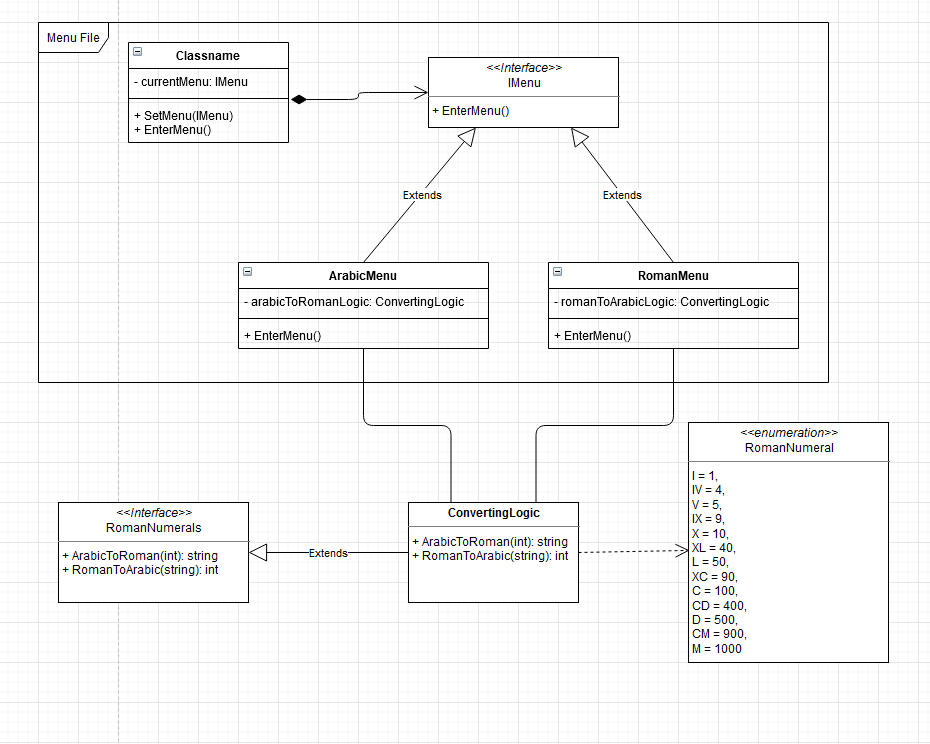 Menu File
Classname
- currentMenu: IMenu
+ SetMenu(IMenu)
+ EnterMenu()
<<Interface>>
IMenu
+ EnterMenu()
Extends
Extends
ArabicMenu
- arabicToRomanLogic: ConvertingLogic
+ EnterMenu()
RomanMenu
- romanToArabicLogic: ConvertingLogic
+ EnterMenu()
<<Interface>>
RomanNumerals
+ ArabicToRoman(int): string
+ RomanToArabic(string): int
Extends
ConvertingLogic
+ ArabicToRoman(int): string
+ RomanToArabic(string): int
<<enumeration>>
RomanNumeral
I = 1,
IV = 4,
V = 5,
IX = 9,
X = 10,
XL = 40,
L = 50,
XC = 90,
C = 100,
CD = 400,
D = 500,
CM = 900,
M = 1000